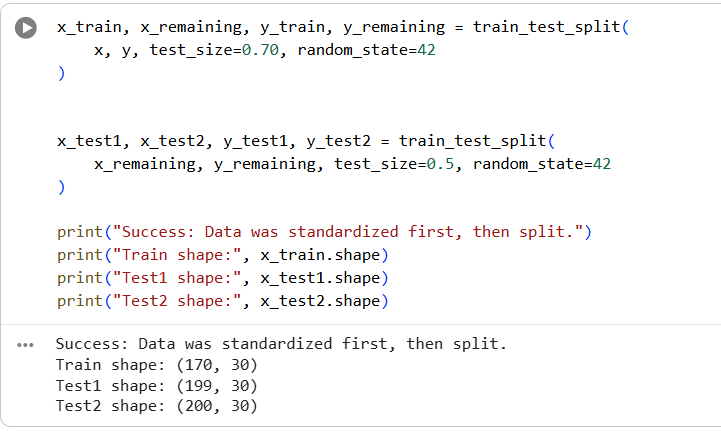 x_train, x_remaining, y_train, y_remaining = train_test_split(
    x, y, test_size=0.70, random_state=42
)
x_test1, x_test2, y_test1, y_test2 = train_test_split(
    x_remaining, y_remaining, test_size=0.5, random_state=42
)
print("Success: Data was standardized first, then split.")
print("Train shape:", x_train.shape)
print("Test1 shape:", x_test1.shape)
print("Test2 shape:", x_test2.shape)
Success: Data was standardized first, then split.
Train shape: (170, 30)
Test1 shape: (199, 30)
Test2 shape: (200, 30)